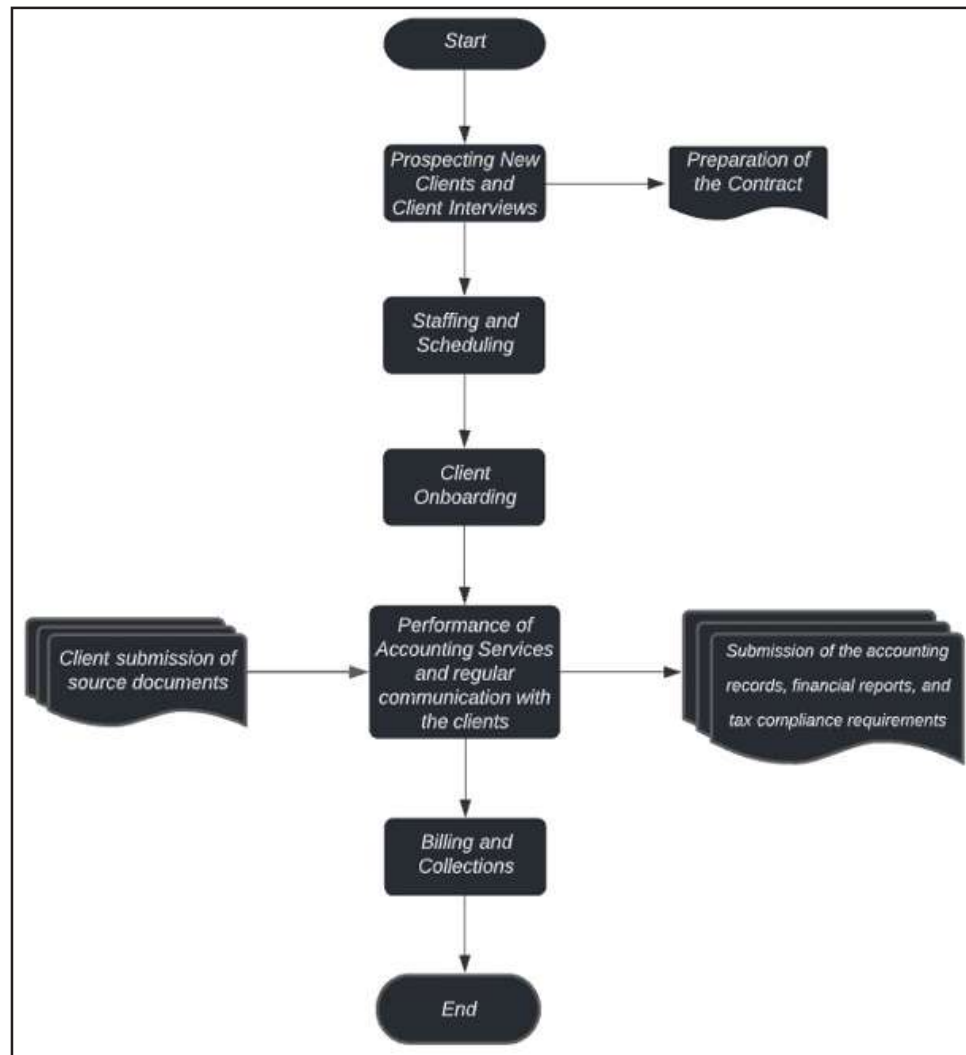 Start
Prospecting New
Clients and
Client Interviews
Preparation of
the Contract
Staffing and
Scheduling
Client
Onboarding
Client submission of
source documents
Performance of
Accounting Services
and regular
communication with
the clients
Submission of the accounting
records, financial reports, and
tax compliance requirements
Billing and
Collections
End